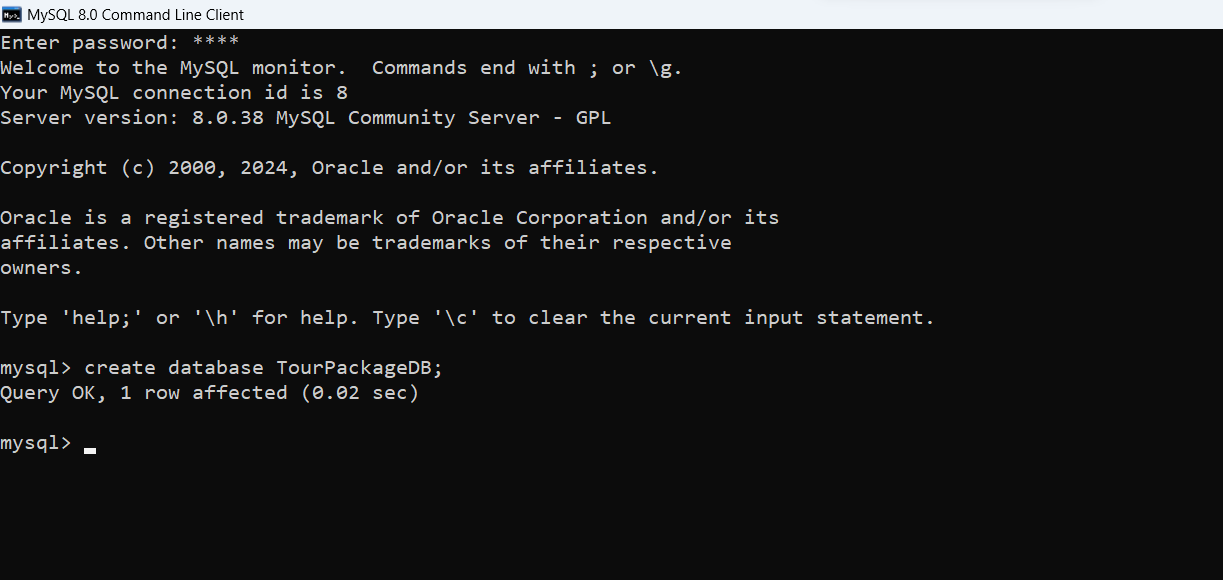 MySQL 8.0 Command Line Client
Enter password: ****
Welcome to the MySQL monitor.  Commands end with ; or \g.
Your MySQL connection id is 8
Server version: 8.0.38 MySQL Community Server - GPL
Copyright (c) 2000, 2024, Oracle and/or its affiliates.
Oracle is a registered trademark of Oracle Corporation and/or its
affiliates. Other names may be trademarks of their respective
owners.
Type 'help;' or '\h' for help. Type '\c' to clear the current input statement.
mysql> create database TourPackageDB;
Query OK, 1 row affected (0.02 sec)
mysql>